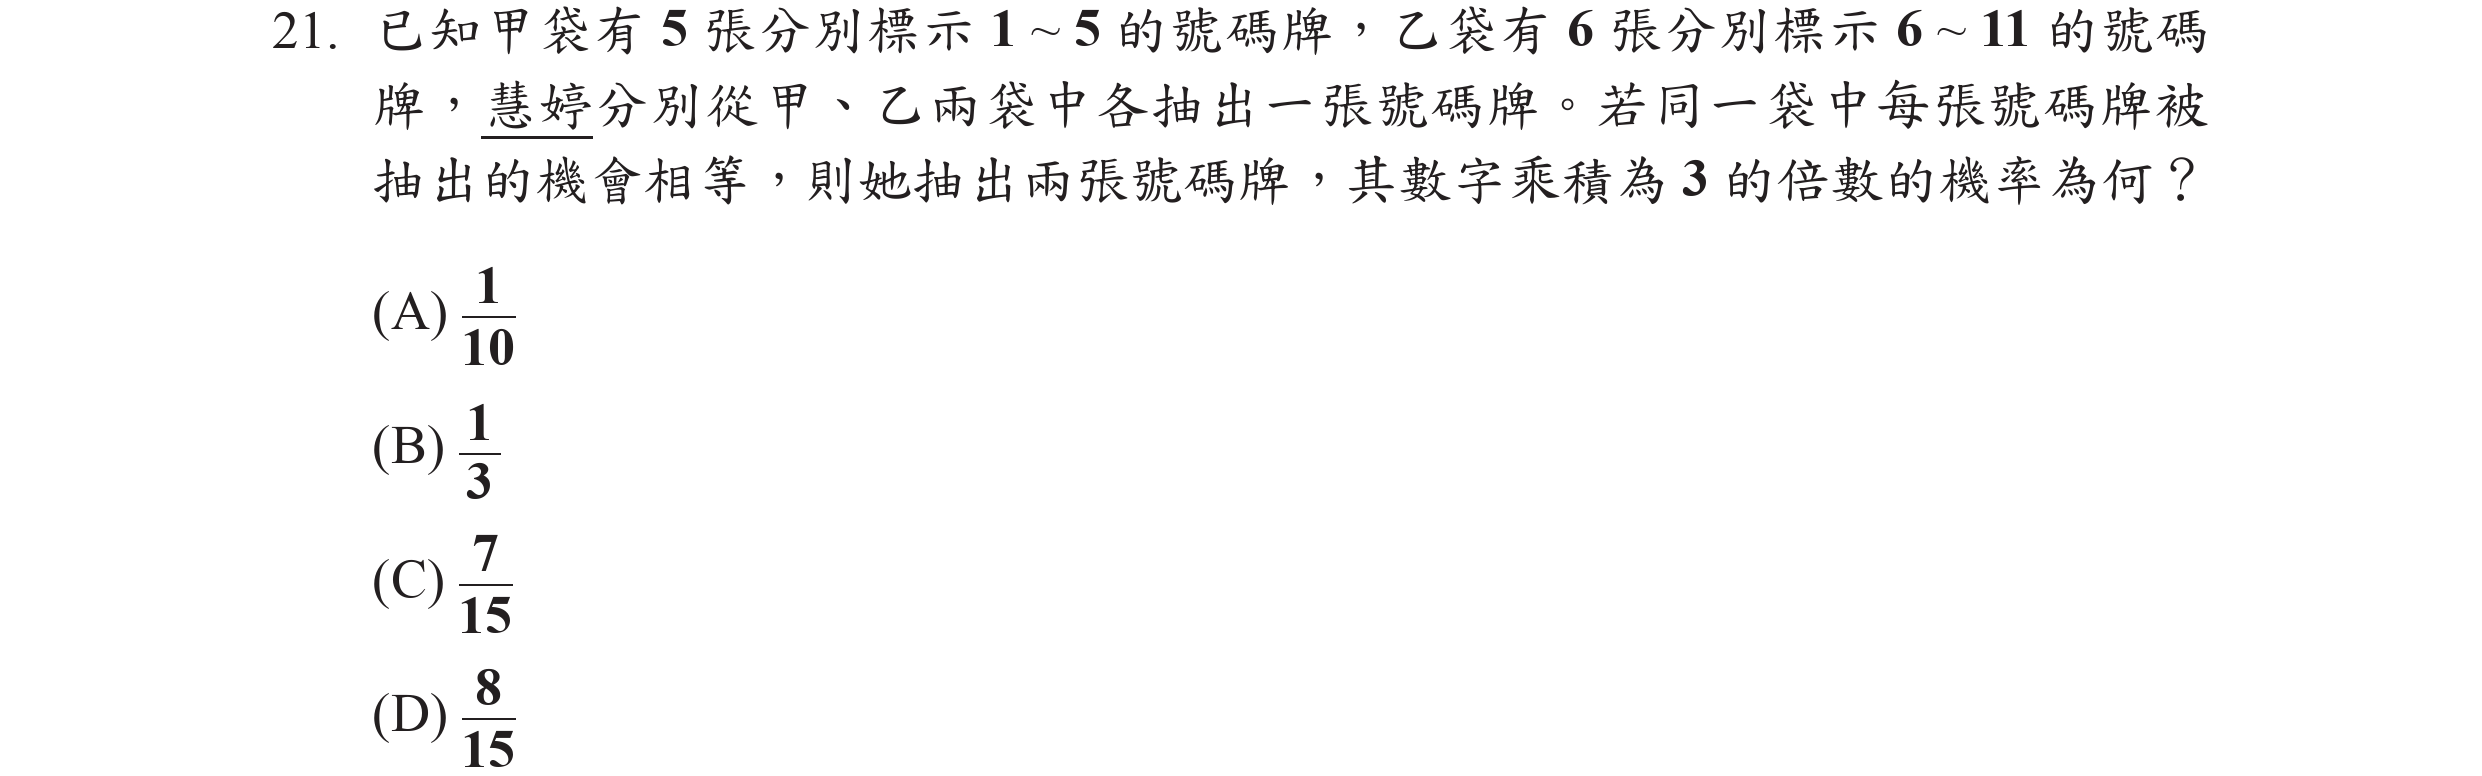 21. 已知甲袋有 5 張分別標示 1 ~ 5 的號碼牌，乙袋有 6 張分別標示 6 ~ 11 的號碼
牌，慧婷分別從甲、乙兩袋中各抽出一張號碼牌。若同一袋中每張號碼牌被
抽出的機會相等，則她抽出兩張號碼牌，其數字乘積為 3 的倍數的機率為何？
(A) 1/10
(B) 1/3
(C) 7/15
(D) 8/15